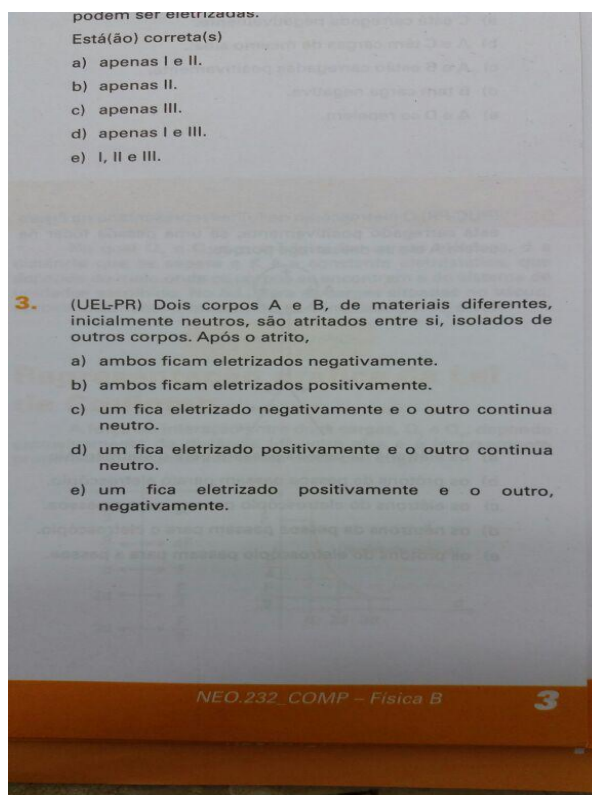 podem ser eletrizadas.
Está(ão) correta(s)
a) apenas I e II.
b) apenas II.
c) apenas III.
d) apenas I e III.
e) I, II e III.
3. (UEL-PR) Dois corpos A e B, de materiais diferentes,
inicialmente neutros, são atritados entre si, isolados de
outros corpos. Após o atrito,
a) ambos ficam eletrizados negativamente.
b) ambos ficam eletrizados positivamente.
c) um fica eletrizado negativamente e o outro continua
neutro.
d) um fica eletrizado positivamente e o outro continua
neutro.
e) um fica eletrizado positivamente e o outro,
negativamente.
NEO.232_COMP – Física B 3